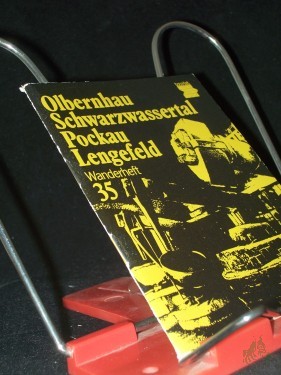 Olbernhau
Schwarzwassertal
Pockau
Lengefeld
Wanderheft
35